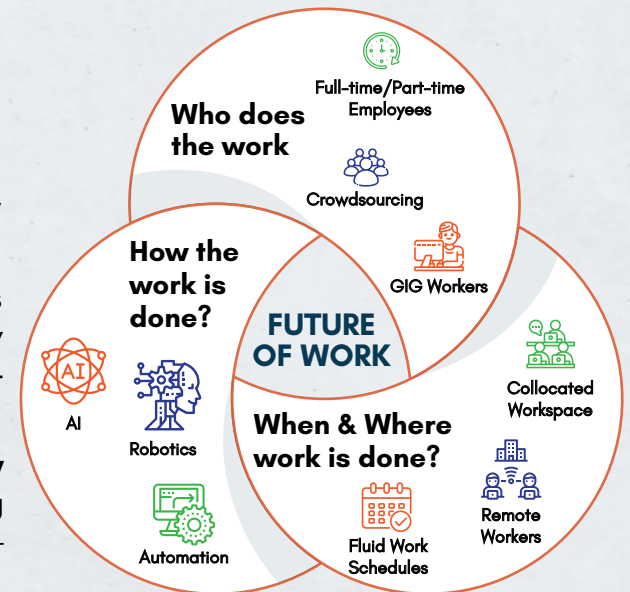 Full-time/Part-time
Employees
Who does
the work
Crowdsourcing
GIG Workers
How the
work is
done?
AI
AI
Robotics
Automation
FUTURE
OF WORK
When & Where
work is done?
Collocated
Workspace
Remote
Workers
Fluid Work
Schedules